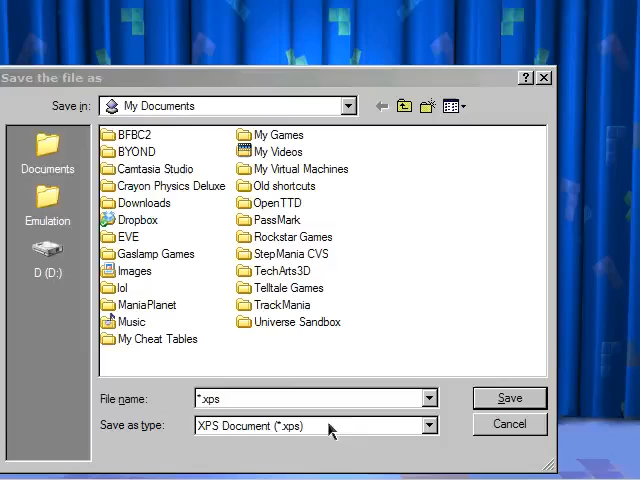 Save the file as
Save in: My Documents
Documents
Emulation
D (D:)
BFBC2
BYOND
Camtasia Studio
Crayon Physics Deluxe
Downloads
Dropbox
EVE
Gaslamp Games
Images
lol
ManiaPlanet
Music
My Cheat Tables
My Games
My Videos
My Virtual Machines
Old shortcuts
OpenTTD
PassMark
Rockstar Games
StepMania CVS
TechArts3D
Telltale Games
TrackMania
Universe Sandbox
File name: *.xps Save
Save as type: XPS Document (*.xps) Cancel